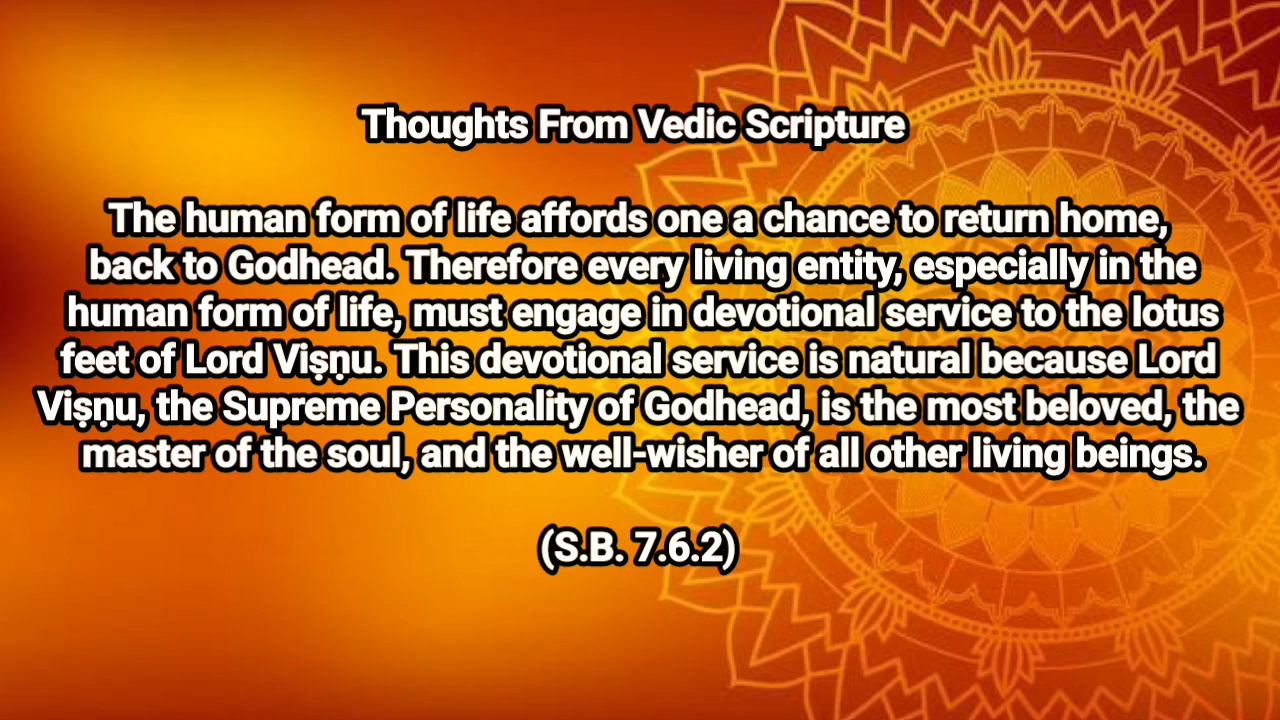 Thoughts From Vedic Scripture
The human form of life affords one a chance to return home,
back to Godhead. Therefore every living entity, especially in the
human form of life, must engage in devotional service to the lotus
feet of Lord Viṣṇu. This devotional service is natural because Lord
Viṣṇu, the Supreme Personality of Godhead, is the most beloved, the
master of the soul, and the well-wisher of all other living beings.
(S.B. 7.6.2)